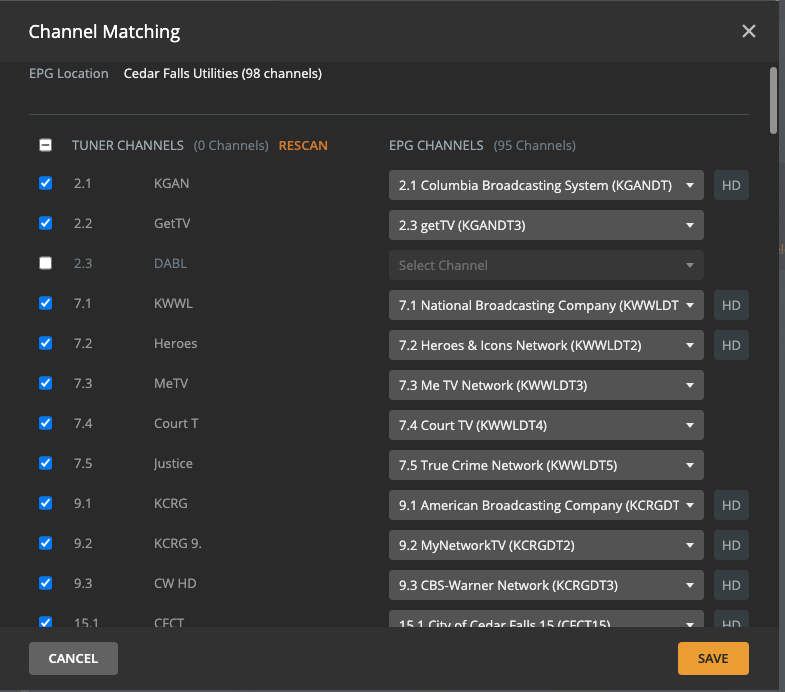 Channel Matching
EPG Location Cedar Falls Utilities (98 channels)
TUNER CHANNELS (0 Channels) RESCAN EPG CHANNELS (95 Channels)
2.1 KGAN 2.1 Columbia Broadcasting System (KGANDT) HD
2.2 GetTV 2.3 getTV (KGANDT3)
2.3 DABL Select Channel
7.1 KWWL 7.1 National Broadcasting Company (KWWLDT HD
7.2 Heroes 7.2 Heroes & Icons Network (KWWLDT2) HD
7.3 MeTV 7.3 Me TV Network (KWWLDT3)
7.4 Court T 7.4 Court TV (KWWLDT4)
7.5 Justice 7.5 True Crime Network (KWWLDT5)
9.1 KCRG 9.1 American Broadcasting Company (KCRGDT HD
9.2 KCRG 9. 9.2 MyNetworkTV (KCRGDT2) HD
9.3 CW HD 9.3 CBS-Warner Network (KCRGDT3) HD
15.1 CFCT 15.1 City of Cedar Falls 15 (CFCT15) HD
CANCEL SAVE